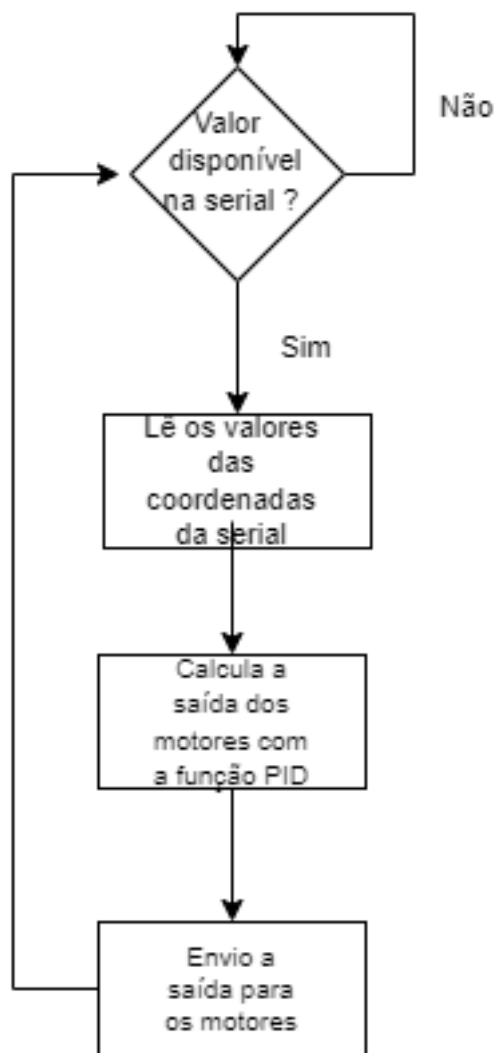 Valor
disponível
na serial ?
Não
Sim
Lê os valores
das
coordenadas
da serial
Calcula a
saída dos
motores com
a função PID
Envio a
saída para
os motores